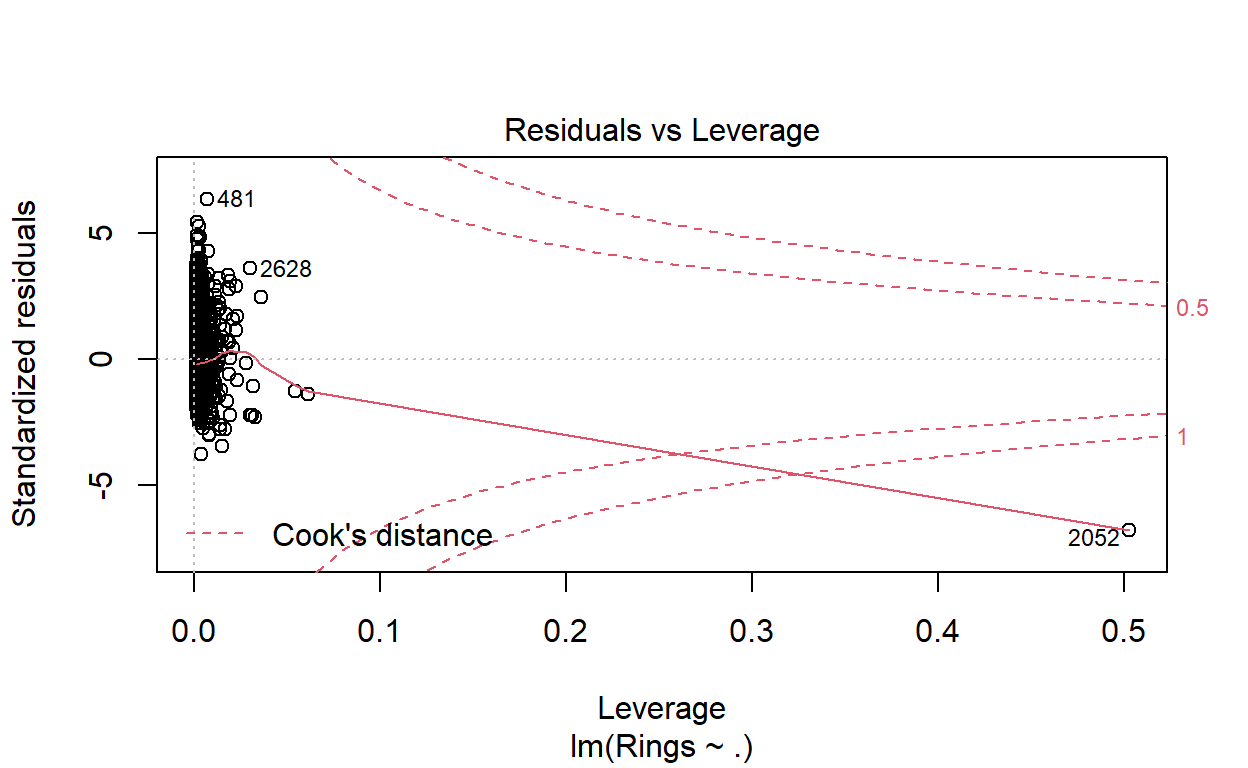 Residuals vs Leverage
Standardized residuals
5
0
-5
481
2628
2052
0.5
1
Cook's distance
0.0 0.1 0.2 0.3 0.4 0.5
Leverage
lm(Rings ~ .)